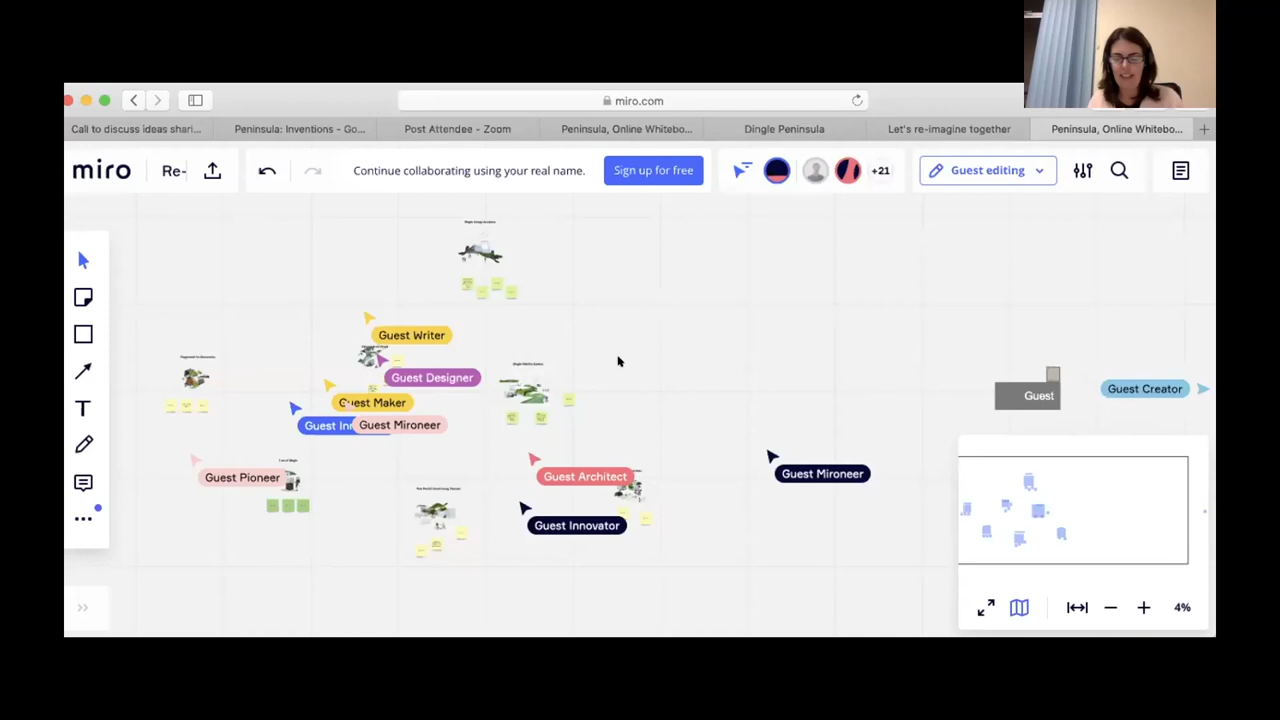 miro.com
Call to discuss ideas shari...
Peninsula: Inventions - Go...
Post Attendee - Zoom
Peninsula, Online Whitebo...
Dingle Peninsula
Let's re-imagine together
Peninsula, Online Whitebo...
miro
Re-
Continue collaborating using your real name.
Sign up for free
+21
Guest editing
Guest Writer
Guest Designer
Guest Maker
Guest Inn
Guest Mironeer
Guest Pioneer
Guest Architect
Guest Innovator
Guest Mironeer
Guest
Guest Creator
4%